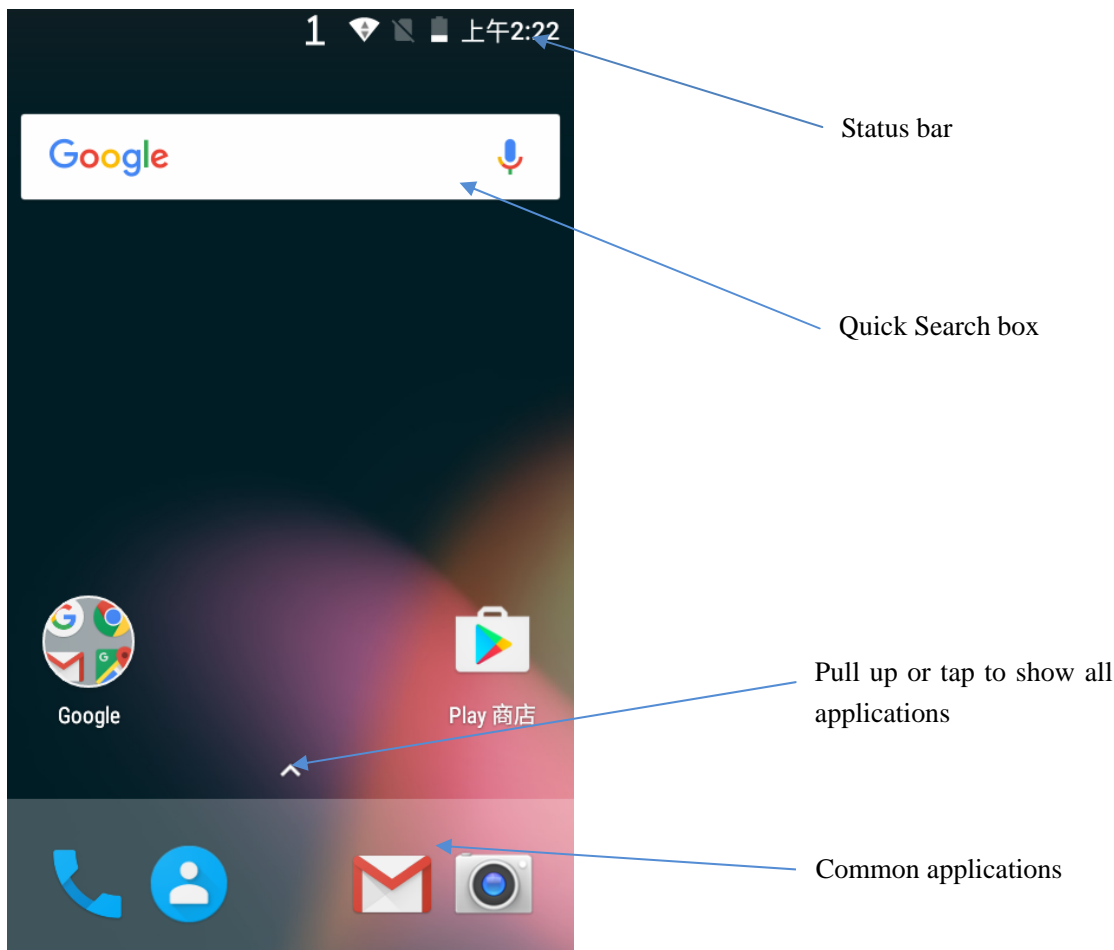 1 上午2:22
Status bar
Google
Quick Search box
Google
Play 商店
Pull up or tap to show all
applications
Common applications